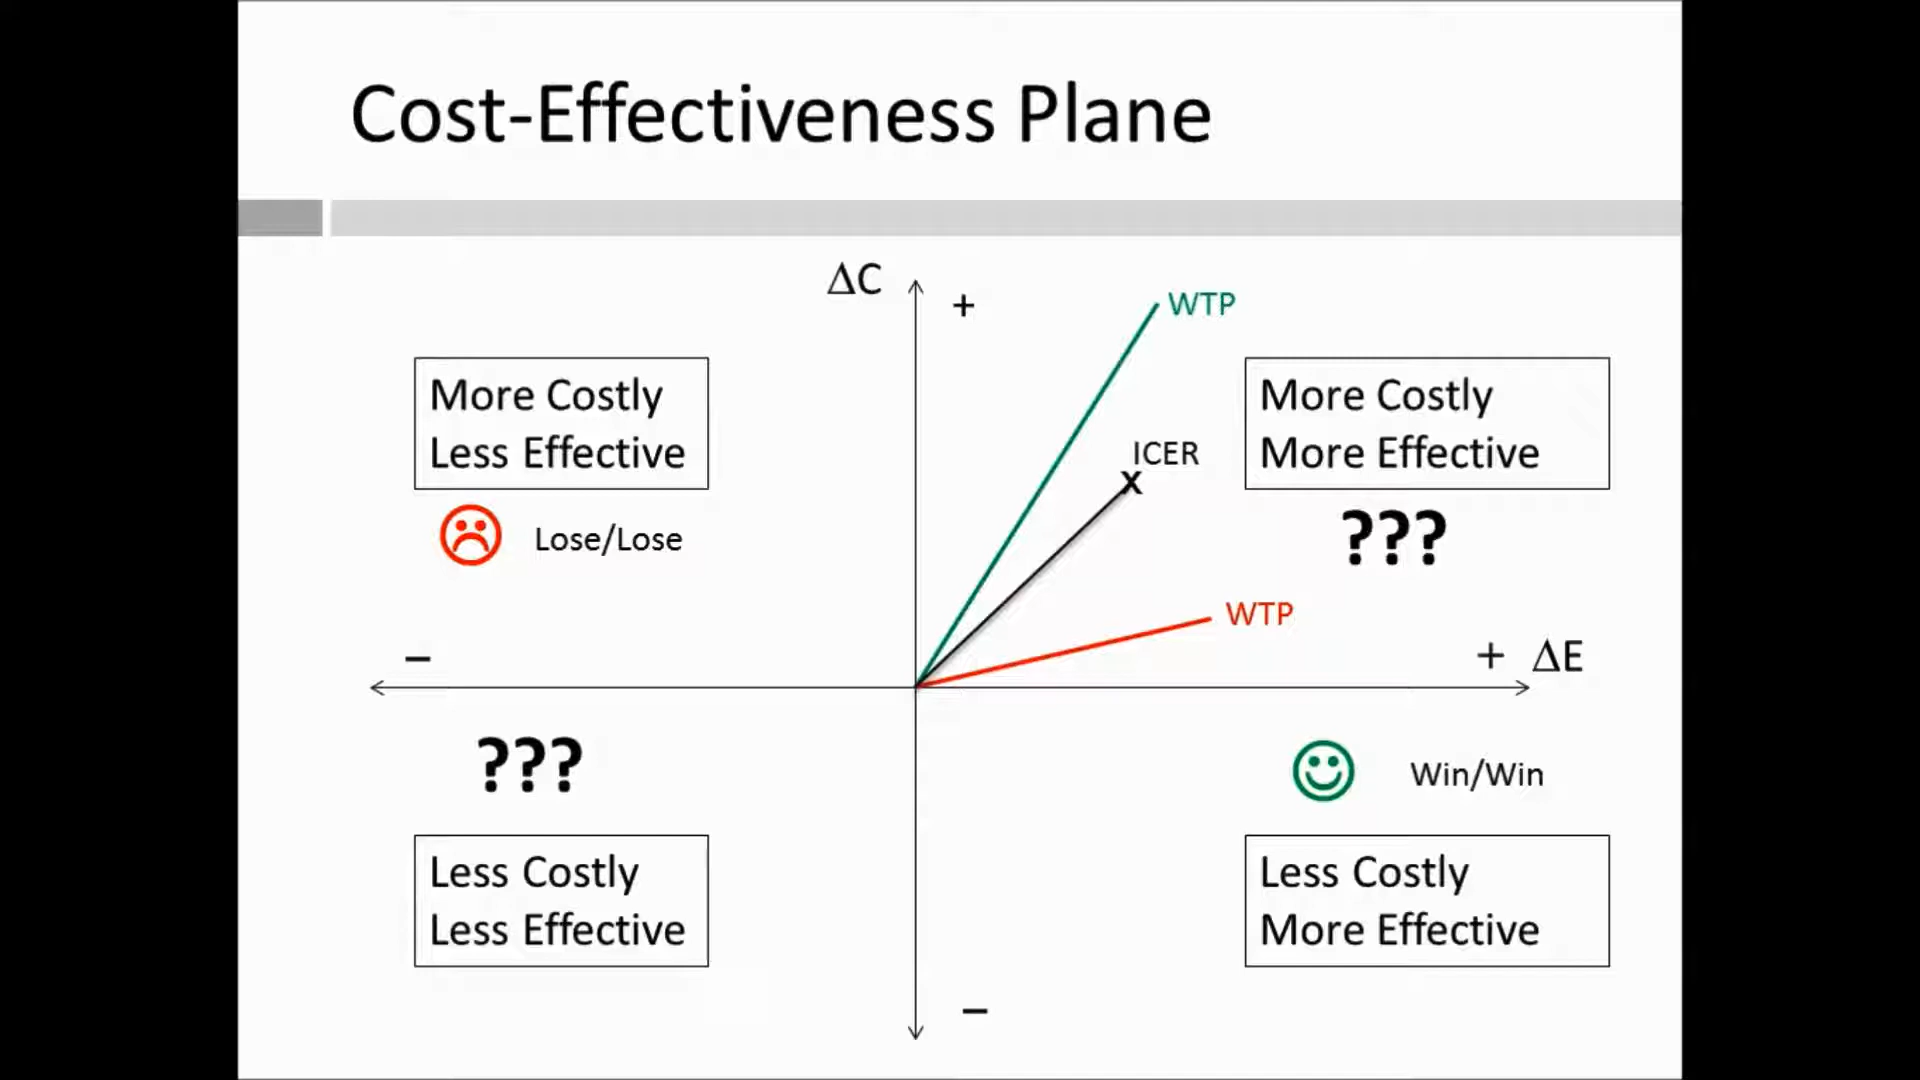 Cost-Effectiveness Plane
ΔC
+
WTP
More Costly
Less Effective
ICER
x
More Costly
More Effective
Lose/Lose
???
WTP
–
+ ΔE
???
Win/Win
Less Costly
Less Effective
Less Costly
More Effective
–